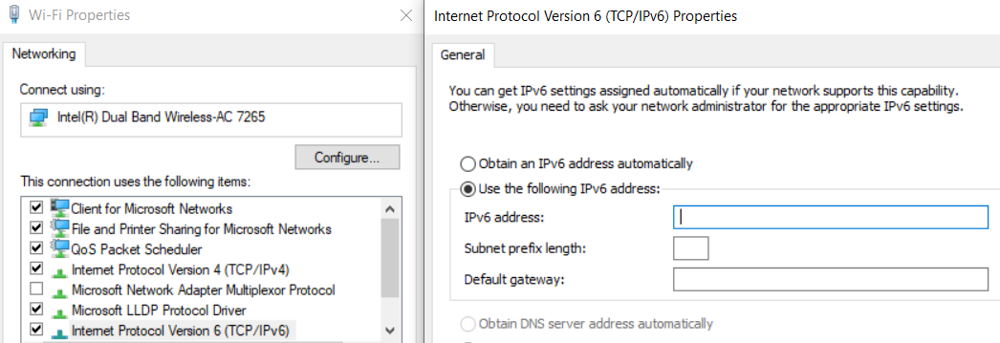 Wi-Fi Properties
Networking
Connect using:
Intel(R) Dual Band Wireless-AC 7265
Configure...
This connection uses the following items:
Client for Microsoft Networks
File and Printer Sharing for Microsoft Networks
QoS Packet Scheduler
Internet Protocol Version 4 (TCP/IPv4)
Microsoft Network Adapter Multiplexor Protocol
Microsoft LLDP Protocol Driver
Internet Protocol Version 6 (TCP/IPv6)
Internet Protocol Version 6 (TCP/IPv6) Properties
General
You can get IPv6 settings assigned automatically if your network supports this capability.
Otherwise, you need to ask your network administrator for the appropriate IPv6 settings.
Obtain an IPv6 address automatically
Use the following IPv6 address:
IPv6 address:
Subnet prefix length:
Default gateway:
Obtain DNS server address automatically